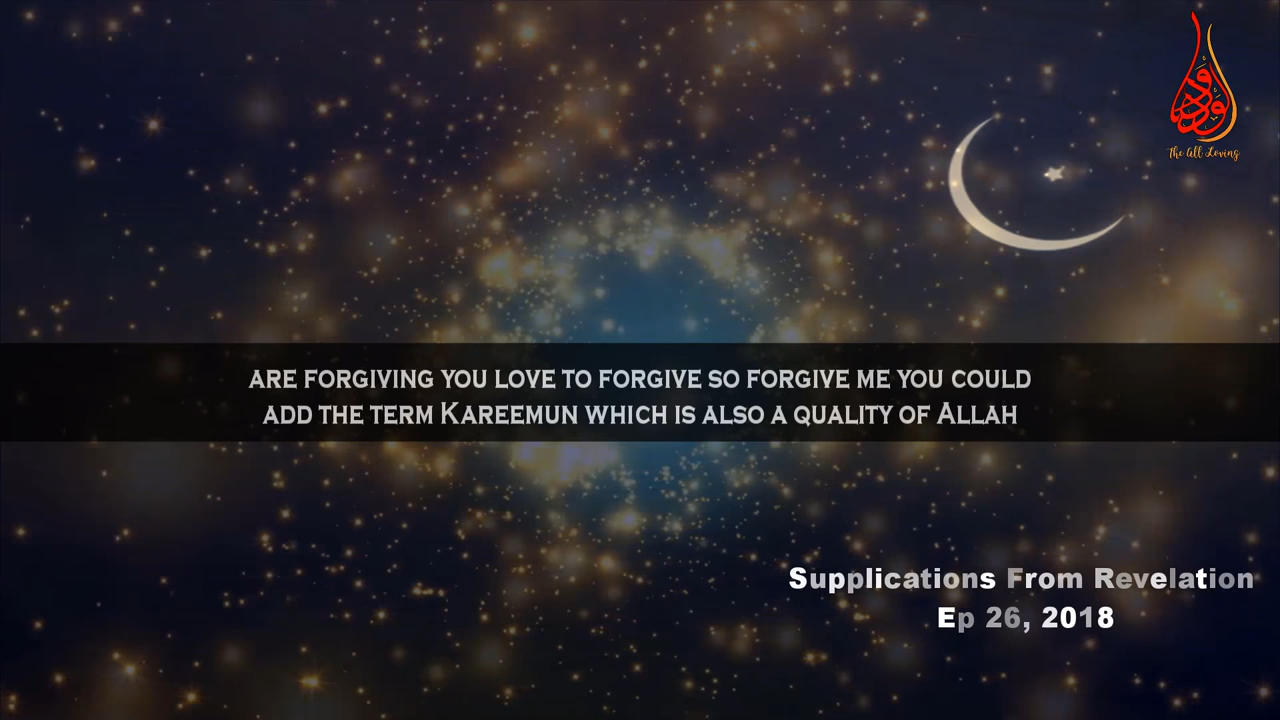 الودود
The All Loving
ARE FORGIVING YOU LOVE TO FORGIVE SO FORGIVE ME YOU COULD
ADD THE TERM KAREEMUN WHICH IS ALSO A QUALITY OF ALLAH
Supplications From Revelation
Ep 26, 2018